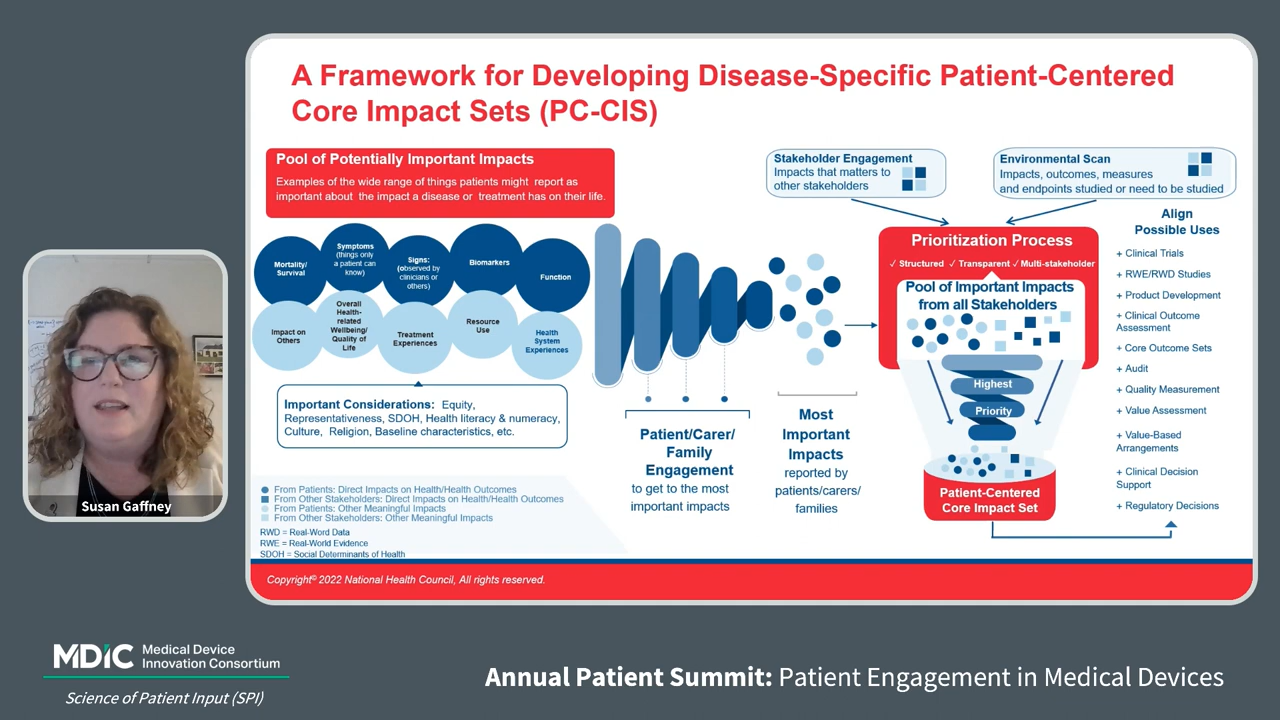 A Framework for Developing Disease-Specific Patient-Centered
Core Impact Sets (PC-CIS)
Pool of Potentially Important Impacts
Examples of the wide range of things patients might report as
important about the impact a disease or treatment has on their life.
Mortality/
Survival
Symptoms
(things only
a patient can
know)
Signs:
(observed by
clinicians or
others)
Biomarkers
Function
Impact on
Others
Overall
Health-
related
Wellbeing/
Quality of
Life
Treatment
Experiences
Resource
Use
Health
System
Experiences
Important Considerations: Equity,
Representativeness, SDOH, Health literacy & numeracy,
Culture, Religion, Baseline characteristics, etc.
From Patients: Direct Impacts on Health/Health Outcomes
From Other Stakeholders: Direct Impacts on Health/Health Outcomes
From Patients: Other Meaningful Impacts
From Other Stakeholders: Other Meaningful Impacts
RWD = Real-Word Data
RWE = Real-World Evidence
SDOH = Social Determinants of Health
Patient/Carer/
Family
Engagement
to get to the most
important impacts
Most
Important
Impacts
reported by
patients/carers/
families
Stakeholder Engagement
Impacts that matters to
other stakeholders
Environmental Scan
Impacts, outcomes, measures
and endpoints studied or need to be studied
Prioritization Process
✓ Structured ✓ Transparent ✓ Multi-stakeholder
Pool of Important Impacts
from all Stakeholders
Highest
Priority
Patient-Centered
Core Impact Set
Align
Possible Uses
+ Clinical Trials
+ RWE/RWD Studies
+ Product Development
+ Clinical Outcome
Assessment
+ Core Outcome Sets
+ Audit
+ Quality Measurement
+ Value Assessment
+ Value-Based
Arrangements
+ Clinical Decision
Support
+ Regulatory Decisions
Copyright© 2022 National Health Council, All rights reserved.
Susan Gaffney
MDIC Medical Device
Innovation Consortium
Science of Patient Input (SPI)
Annual Patient Summit: Patient Engagement in Medical Devices